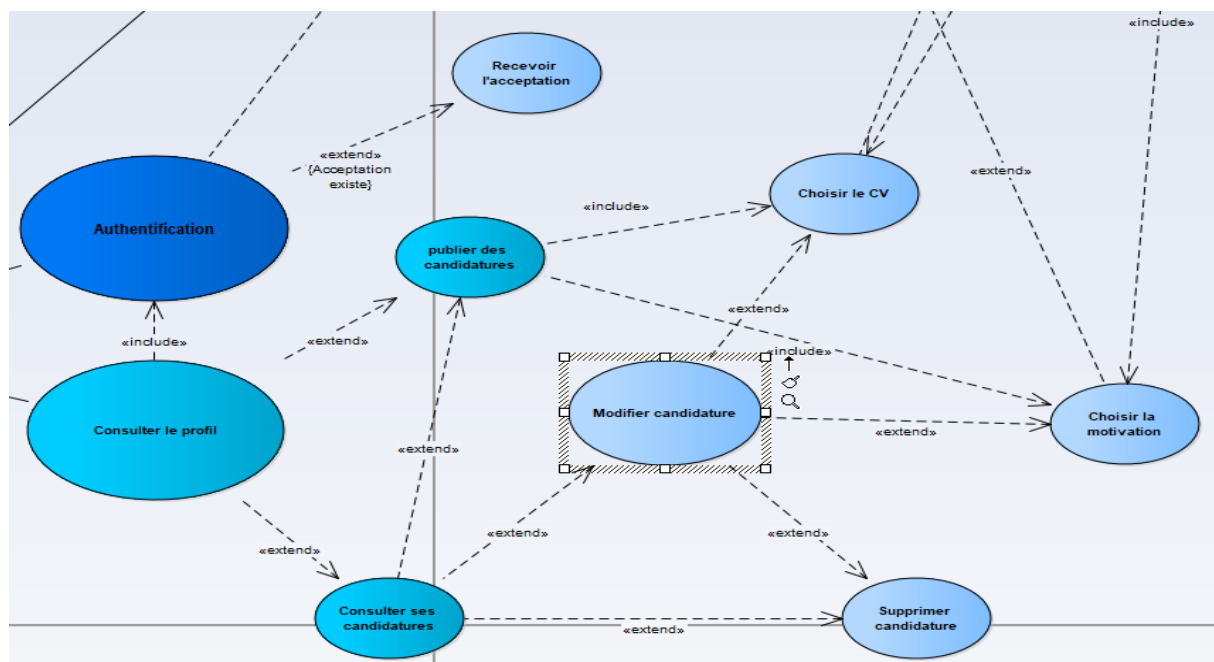 «include»
Recevoir
l'acceptation
«extend»
{Acceptation
existe}
«extend»
Choisir le CV
«include»
Authentification
publier des
candidatures
«extend»
«include»
«extend»
«include»
Modifier candidature
Choisir la
motivation
Consulter le profil
«extend»
«extend»
«extend»
«extend»
«extend»
Consulter ses
candidatures
Supprimer
candidature
«extend»